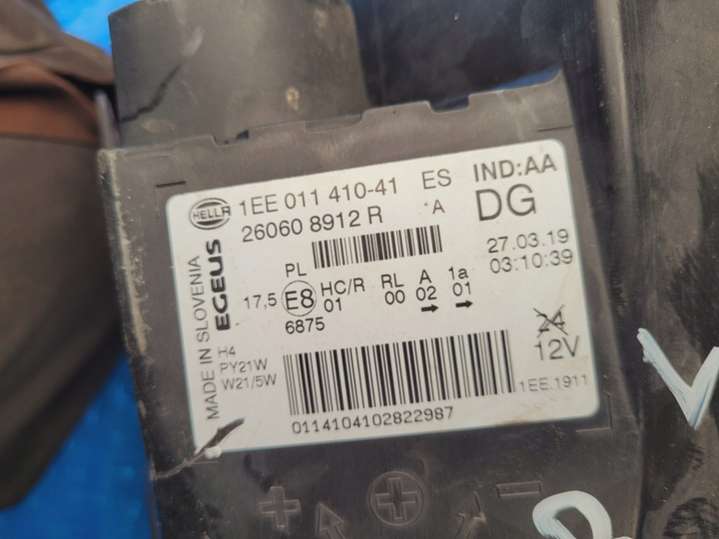 HELLA
1EE 011 410-41 ES IND:AA
26060 8912 R A DG
27.03.19
03:10:39
PL
17,5 E8 HC/R RL A 1a
01 00 02 01
6875
24
12V
MADE IN SLOVENIA
EGEUS
H4
PY21W
W21/5W
1EE.1911
0114104102822987